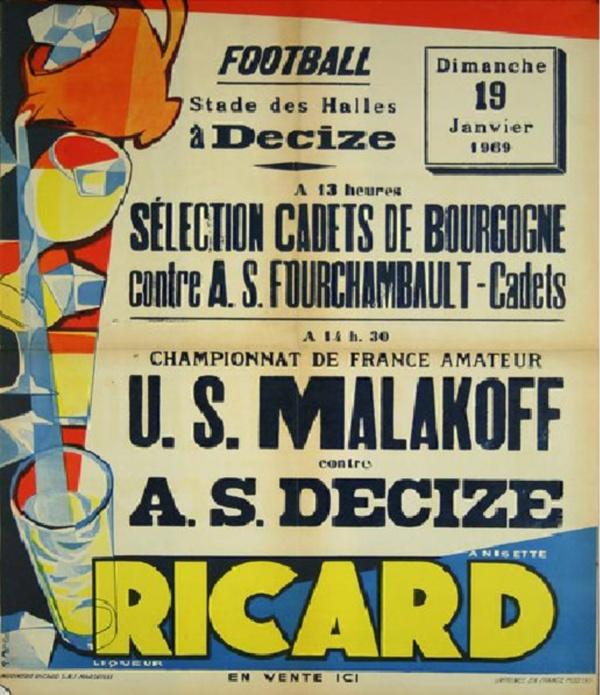 FOOTBALL
Stade des Halles
à Decize
Dimanche
19
Janvier
1969
A 13 heures
SÉLECTION CADETS DE BOURGOGNE
contre A. S. FOURCHAMBAULT - Cadets
A 14 h. 30
CHAMPIONNAT DE FRANCE AMATEUR
U. S. MALAKOFF
contre
A. S. DECIZE
ANISETTE
RICARD
LIQUEUR
EN VENTE ICI